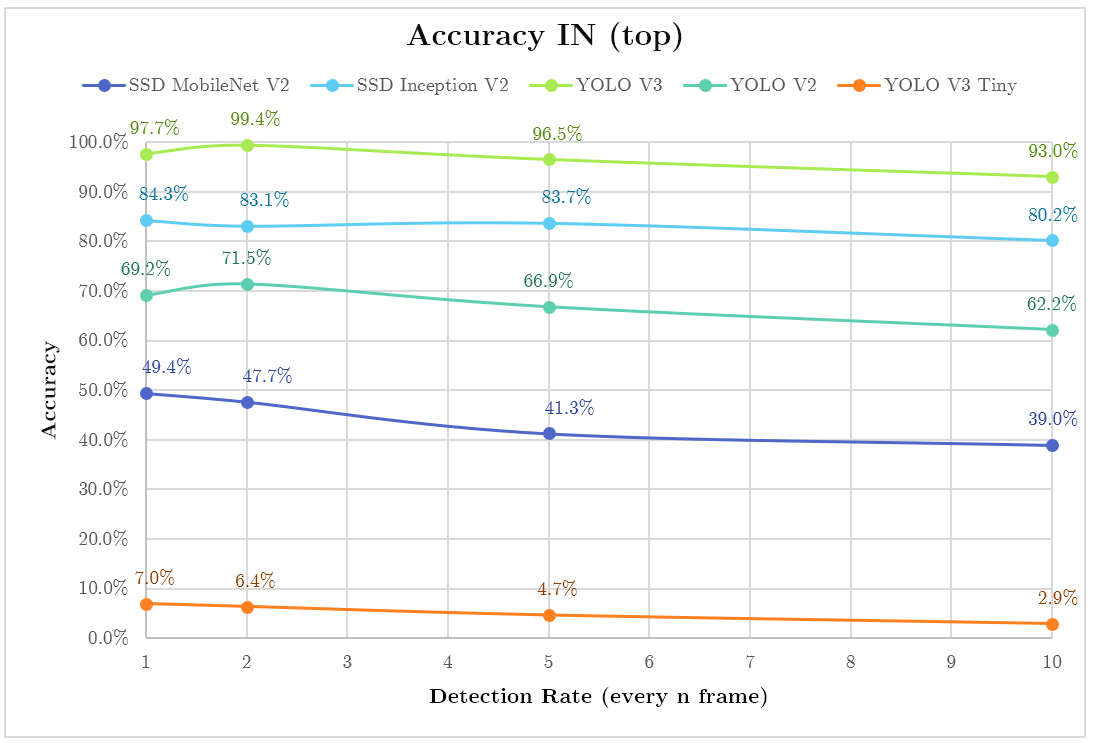 Accuracy IN (top)
SSD MobileNet V2 SSD Inception V2 YOLO V3 YOLO V2 YOLO V3 Tiny
97.7% 99.4% 96.5% 93.0%
84.3% 83.1% 83.7% 80.2%
69.2% 71.5% 66.9% 62.2%
49.4% 47.7% 41.3% 39.0%
7.0% 6.4% 4.7% 2.9%
100.0%
90.0%
80.0%
70.0%
60.0%
50.0%
40.0%
30.0%
20.0%
10.0%
0.0%
Accuracy
1 2 3 4 5 6 7 8 9 10
Detection Rate (every n frame)